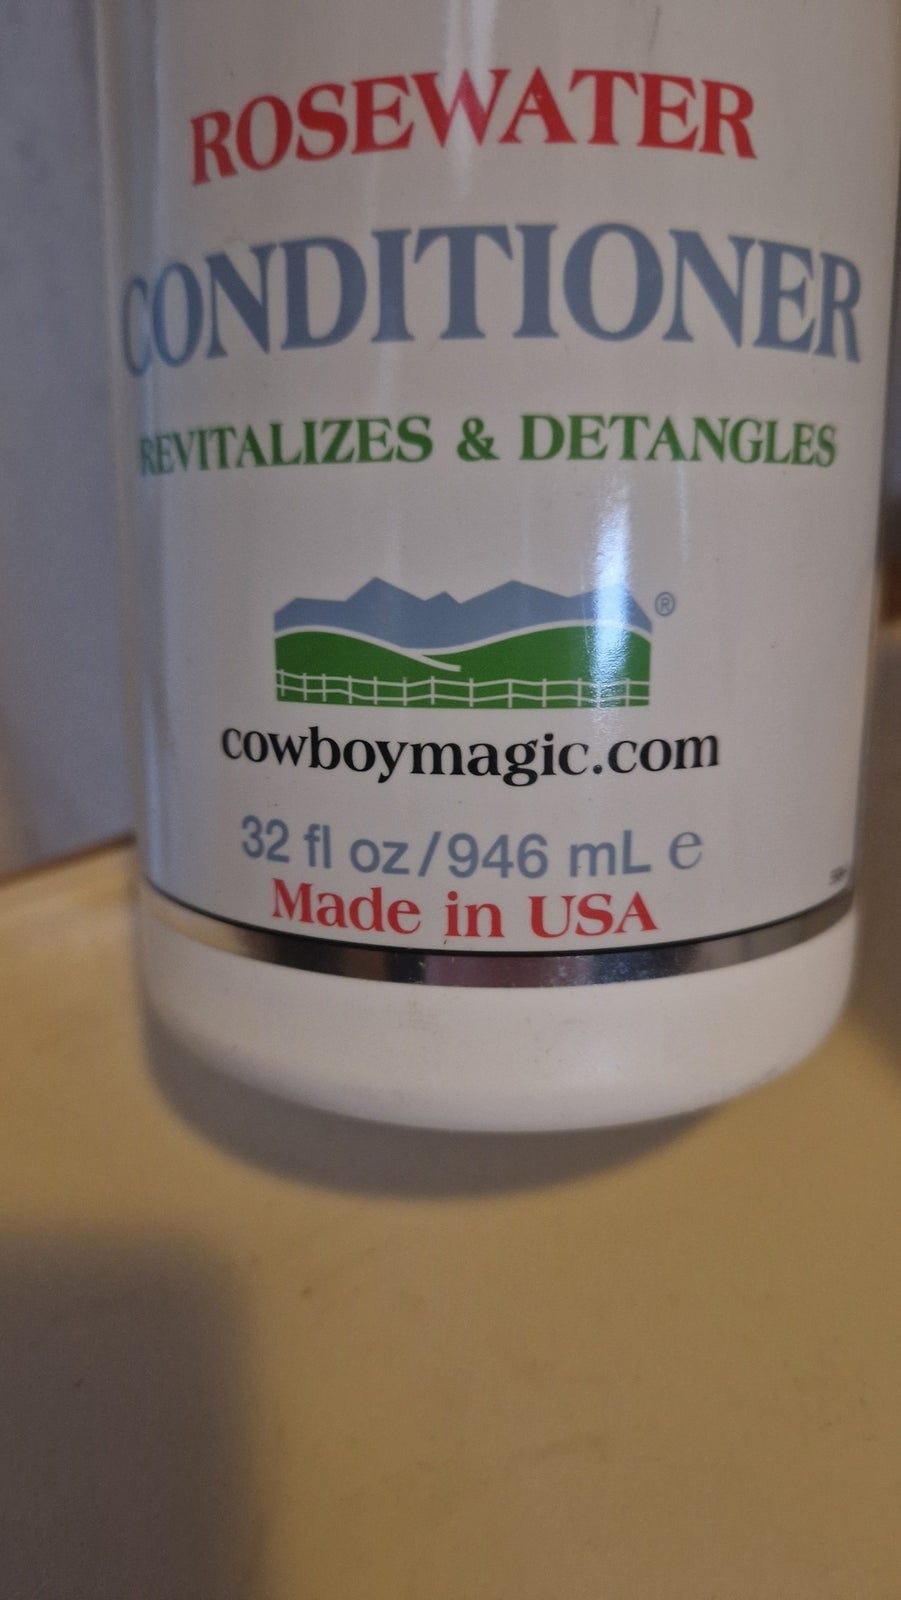 ROSEWATER
CONDITIONER
REVITALIZES & DETANGLES
®
cowboymagic.com
32 fl oz/946 mL e
Made in USA